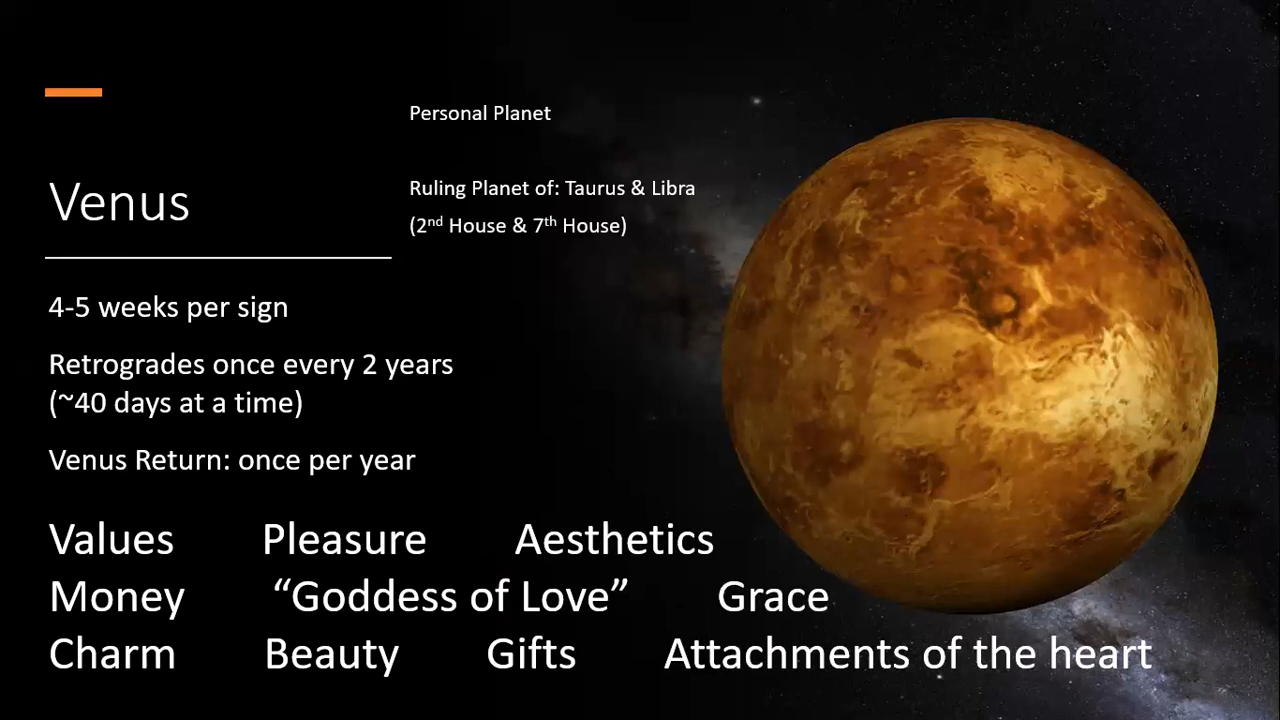 Personal Planet
Venus
Ruling Planet of: Taurus & Libra
(2nd House & 7th House)
4-5 weeks per sign
Retrogrades once every 2 years
(~40 days at a time)
Venus Return: once per year
Values Pleasure Aesthetics
Money “Goddess of Love” Grace
Charm Beauty Gifts Attachments of the heart